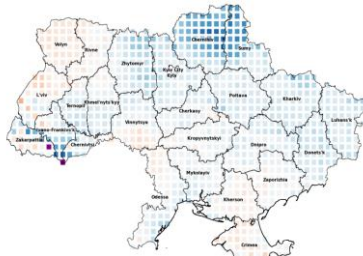 Volyn
Rivne
Chernihiv
Sumy
Zhytomyr
Kyiv City
Kyiv
L'viv
Ternopil
Khmel'nyts'kyy
Poltava
Kharkiv
Luhans'k
Cherkasy
Vinnytsya
Ivano-Frankivs'k
Zakarpattia
Chernivtsi
Kropyvnytskyi
Dnipro
Donets'k
Mykolayiv
Zaporizhia
Odessa
Kherson
Crimea